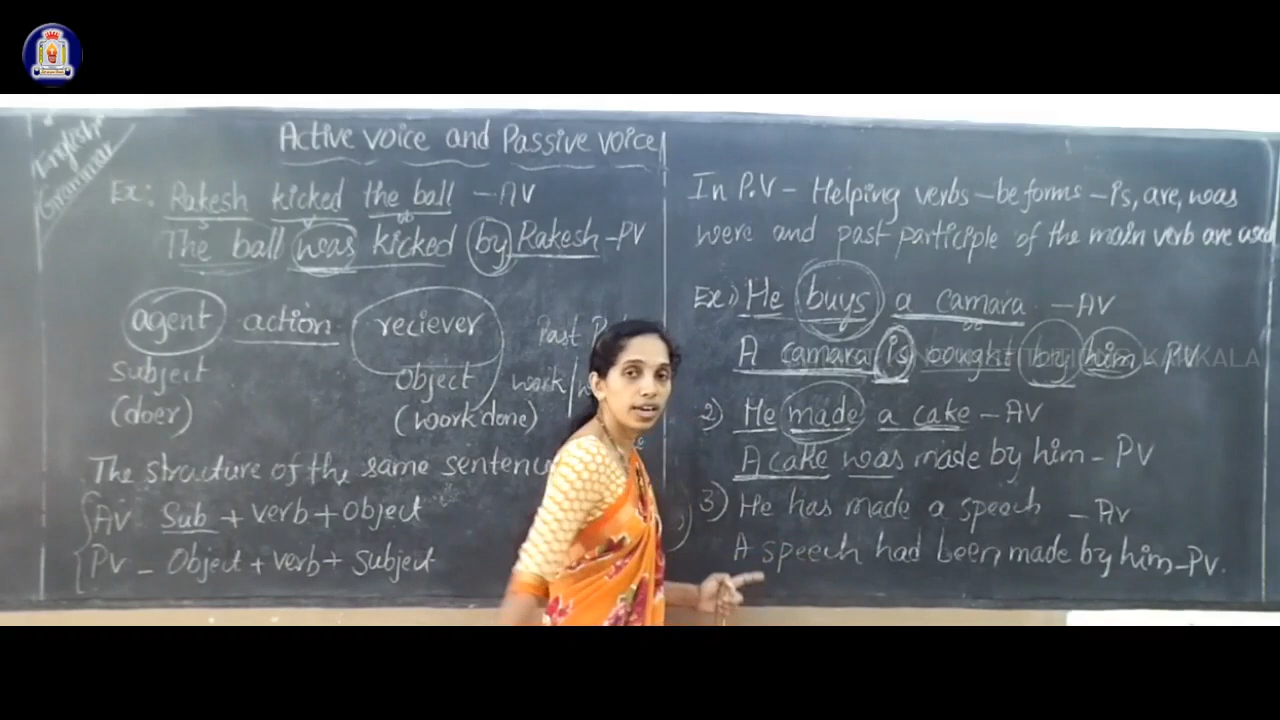 English
Grammar
Active voice and Passive voice
Ex: Rakesh kicked the ball - AV
S V ob
The ball was kicked by Rakesh - PV
agent action reciever
Past
Subject Object work/
(doer) (work done)
The structure of the same sentence
AV Sub + verb + Object
PV - Object + verb + Subject
In P.V - Helping verbs - be forms - is, are, was
were and past participle of the main verb are used
Ex: 1) He buys a camara - AV
A camara is bought by him PV
KALA
2) He made a cake - AV
A cake was made by him - PV
3) He has made a speech - AV
A speech had been made by him - PV.